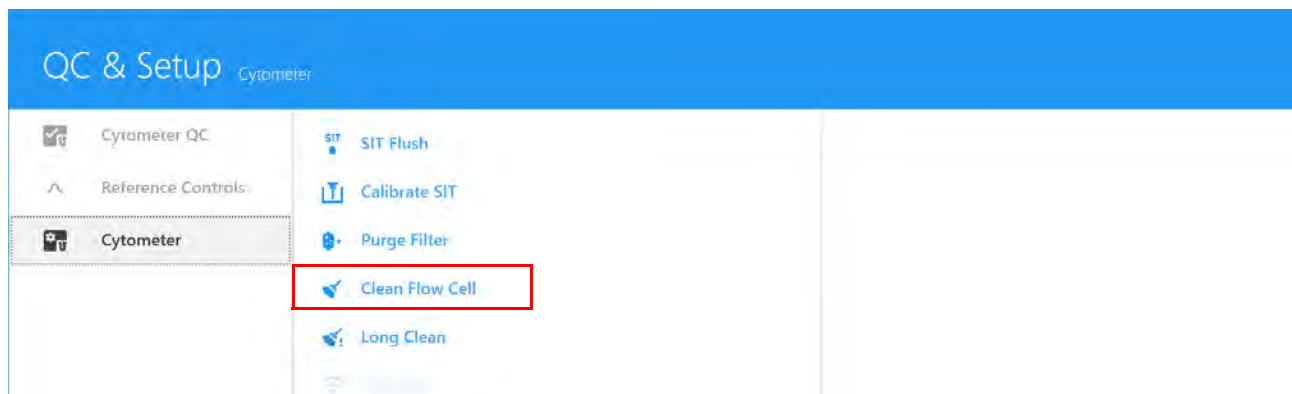 QC & Setup Cytometer
Cytometer QC
Reference Controls
Cytometer
SIT
SIT Flush
Calibrate SIT
Purge Filter
Clean Flow Cell
Long Clean